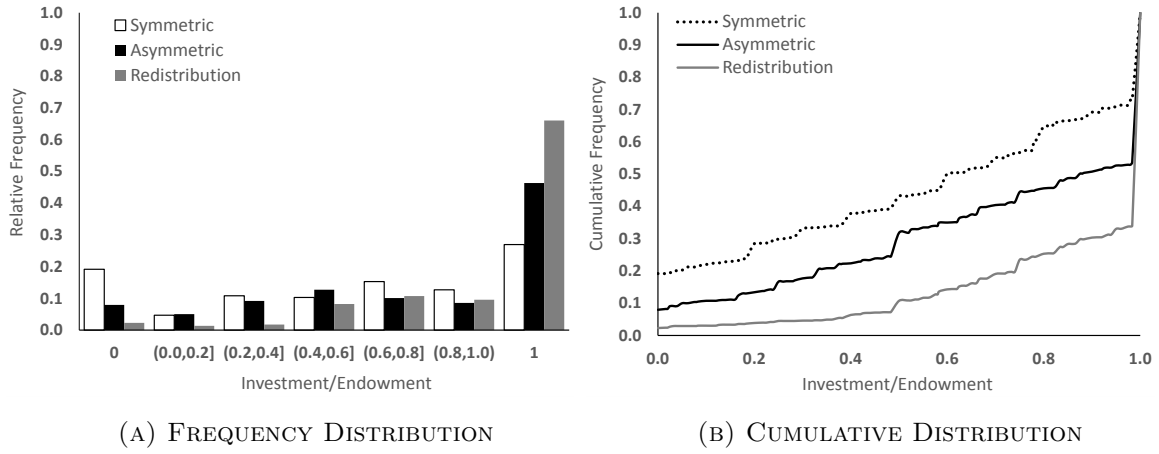 1.0
0.9
0.8
0.7
0.6
0.5
0.4
0.3
0.2
0.1
0.0
Relative Frequency
Symmetric
Asymmetric
Redistribution
0 (0.0,0.2] (0.2,0.4] (0.4,0.6] (0.6,0.8] (0.8,1.0) 1
Investment/Endowment
(A) FREQUENCY DISTRIBUTION
1.0
0.9
0.8
0.7
0.6
0.5
0.4
0.3
0.2
0.1
0.0
Cumulative Frequency
Symmetric
Asymmetric
Redistribution
0.0 0.2 0.4 0.6 0.8 1.0
Investment/Endowment
(B) CUMULATIVE DISTRIBUTION